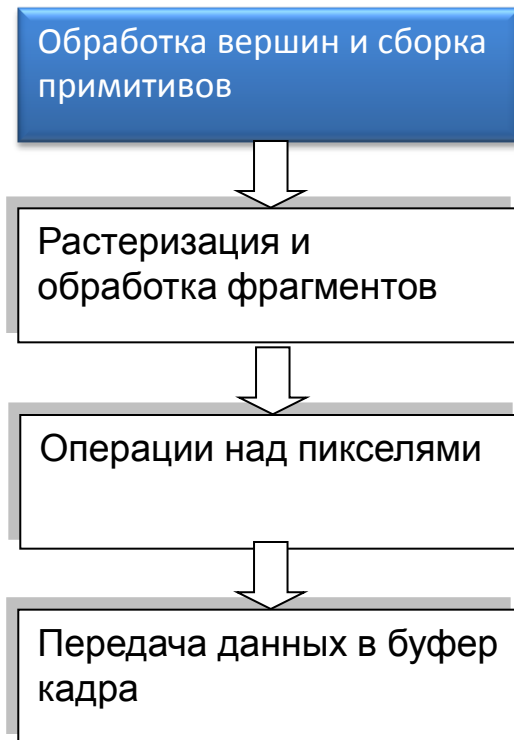 Обработка вершин и сборка
примитивов
Растеризация и
обработка фрагментов
Операции над пикселями
Передача данных в буфер
кадра